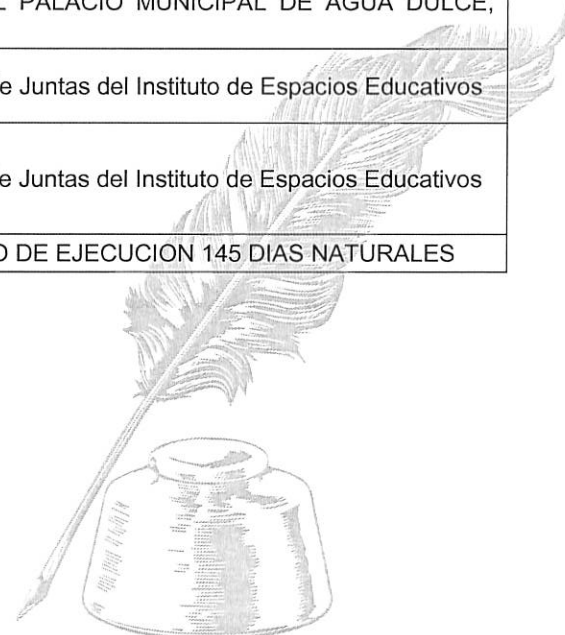 PALACIO MUNICIPAL DE AGUA DULCE,
e Juntas del Instituto de Espacios Educativos
e Juntas del Instituto de Espacios Educativos
DE EJECUCION 145 DIAS NATURALES